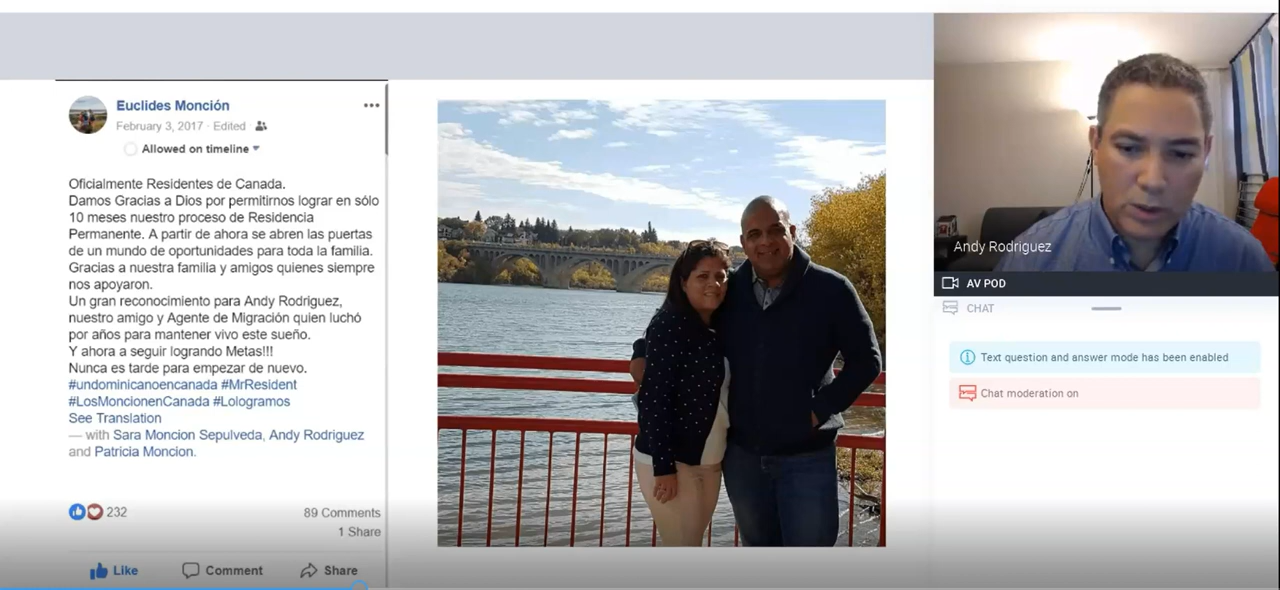 Euclides Monción
February 3, 2017 · Edited ·
Allowed on timeline
Oficialmente Residentes de Canada.
Damos Gracias a Dios por permitirnos lograr en sólo
10 meses nuestro proceso de Residencia
Permanente. A partir de ahora se abren las puertas
de un mundo de oportunidades para toda la familia.
Gracias a nuestra familia y amigos quienes siempre
nos apoyaron.
Un gran reconocimiento para Andy Rodriguez,
nuestro amigo y Agente de Migración quien luchó
por años para mantener vivo este sueño.
Y ahora a seguir logrando Metas!!!
Nunca es tarde para empezar de nuevo.
#undominicanoencanada #MrResident
#LosMoncionenCanada #Lologramos
See Translation
— with Sara Moncion Sepulveda, Andy Rodriguez
and Patricia Moncion.
232
89 Comments
1 Share
Like Comment Share
Andy Rodriguez
AV POD
CHAT
Text question and answer mode has been enabled
Chat moderation on